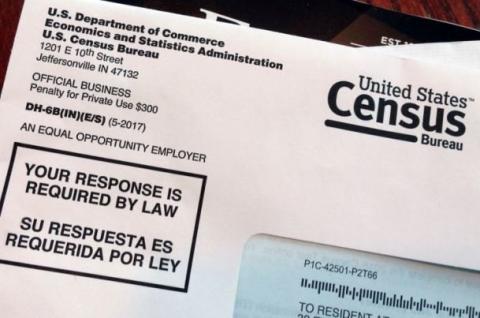 U.S. Department of Commerce
Economics and Statistics Administration
U.S. Census Bureau
1201 E 10th Street
Jeffersonville IN 47132
OFFICIAL BUSINESS
Penalty for Private Use $300
DH-6B(IN)(E/S) (5-2017)
AN EQUAL OPPORTUNITY EMPLOYER
YOUR RESPONSE IS
REQUIRED BY LAW
SU RESPUESTA ES
REQUERIDA POR LEY
EST
United States™
Census
Bureau
P1C-42501-P2T66
TO RESIDENT